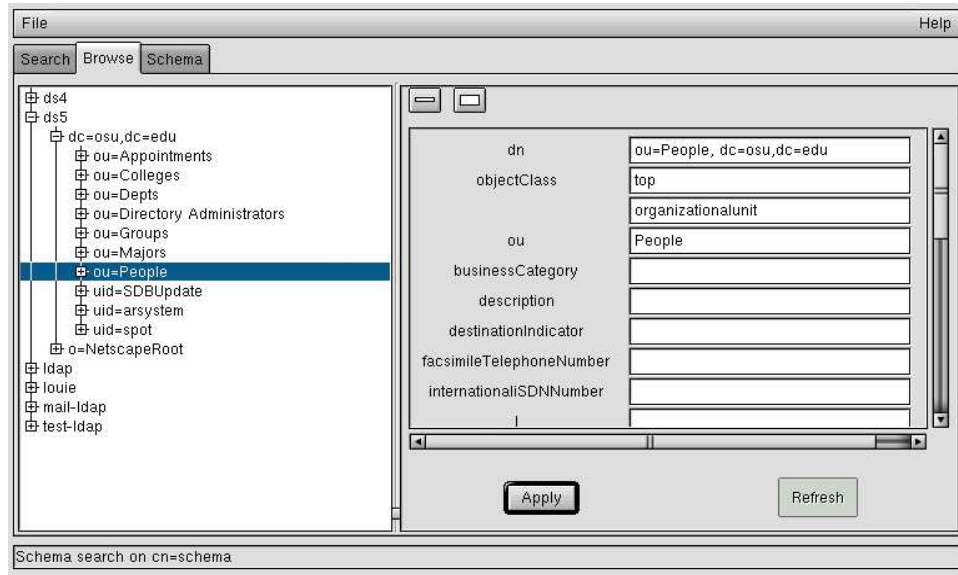 File Help
Search Browse Schema
ds4
ds5
dc=osu,dc=edu
ou=Appointments
ou=Colleges
ou=Depts
ou=Directory Administrators
ou=Groups
ou=Majors
ou=People
uid=SDBUpdate
uid=arsystem
uid=spot
o=NetscapeRoot
ldap
louie
mail-ldap
test-ldap
dn ou=People, dc=osu,dc=edu
objectClass top
organizationalunit
ou People
businessCategory
description
destinationIndicator
facsimileTelephoneNumber
internationaliSDNNumber
l
Apply Refresh
Schema search on cn=schema